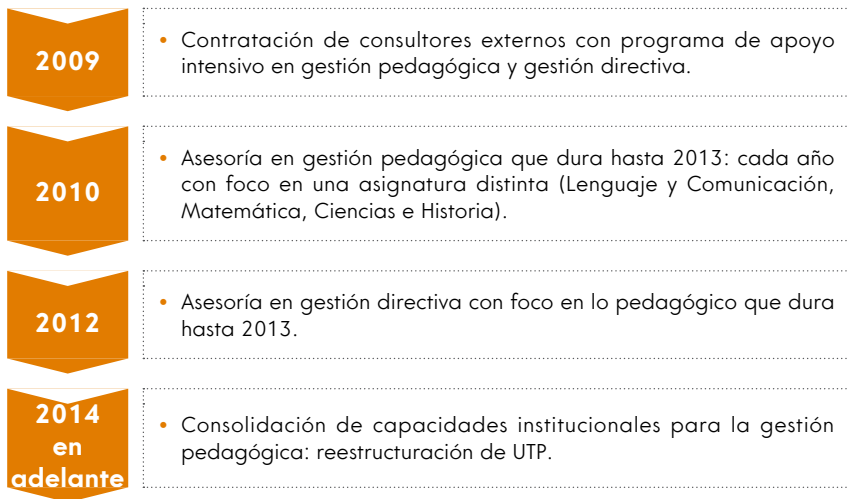 2009
• Contratación de consultores externos con programa de apoyo
intensivo en gestión pedagógica y gestión directiva.
2010
• Asesoría en gestión pedagógica que dura hasta 2013: cada año
con foco en una asignatura distinta (Lenguaje y Comunicación,
Matemática, Ciencias e Historia).
2012
• Asesoría en gestión directiva con foco en lo pedagógico que dura
hasta 2013.
2014
en
adelante
• Consolidación de capacidades institucionales para la gestión
pedagógica: reestructuración de UTP.